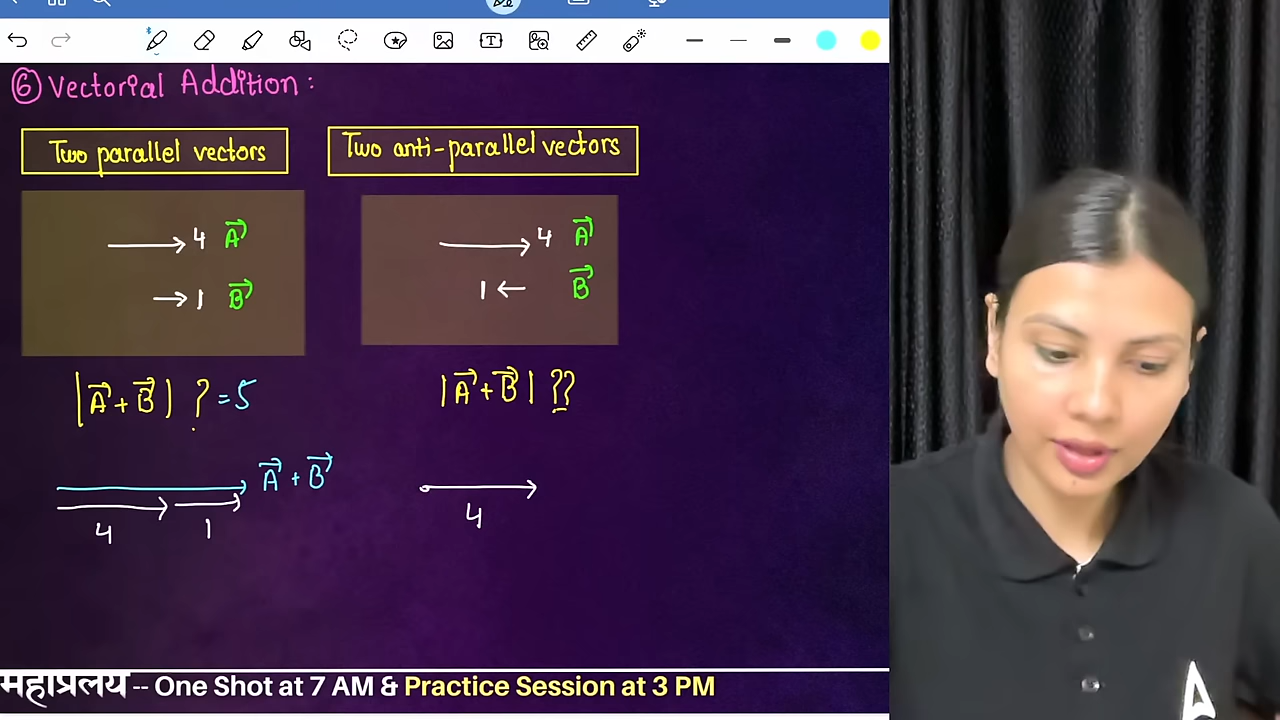 ⑥ Vectorial Addition :
Two parallel vectors
Two anti-parallel vectors
4 A⃗
1 B⃗
4 A⃗
1 B⃗
|A⃗ + B⃗| ? = 5
|A⃗ + B⃗| ??
A⃗ + B⃗
4 1
4
महाप्रलय -- One Shot at 7 AM & Practice Session at 3 PM